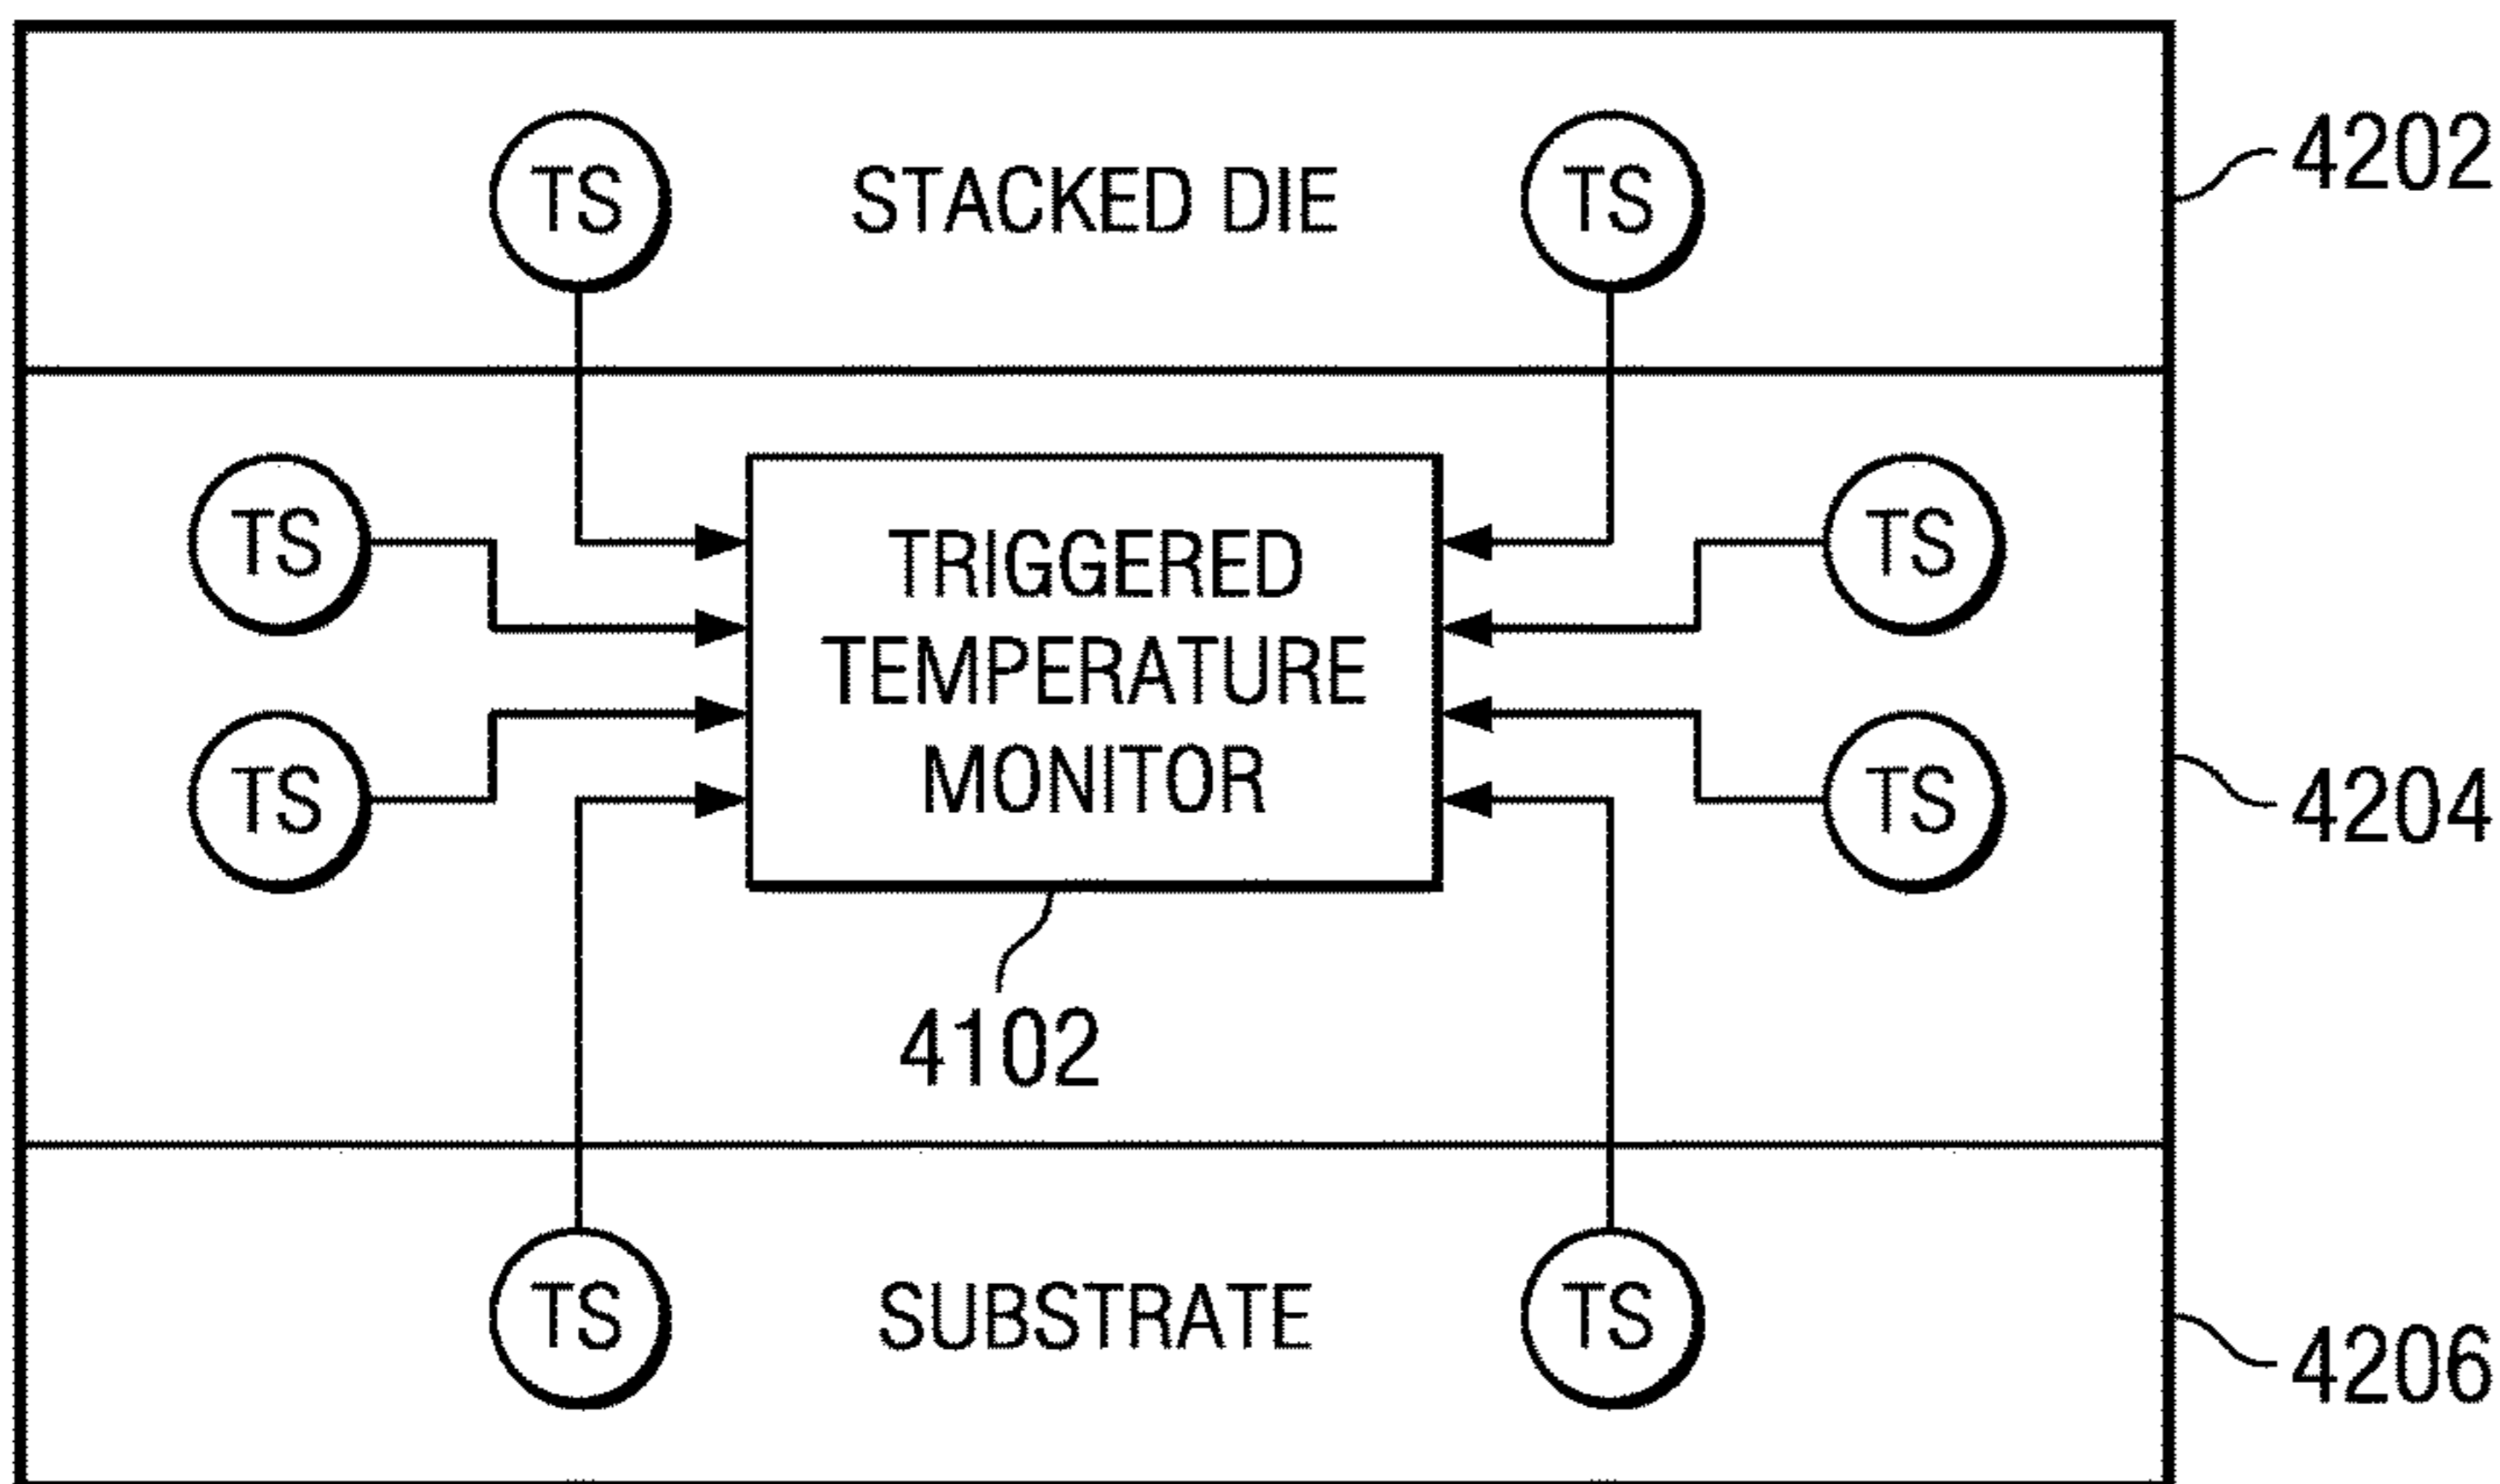 TS STACKED DIE TS
4202
TS TS
TRIGGERED
TEMPERATURE
MONITOR
TS TS
4204
4102
TS SUBSTRATE TS
4206